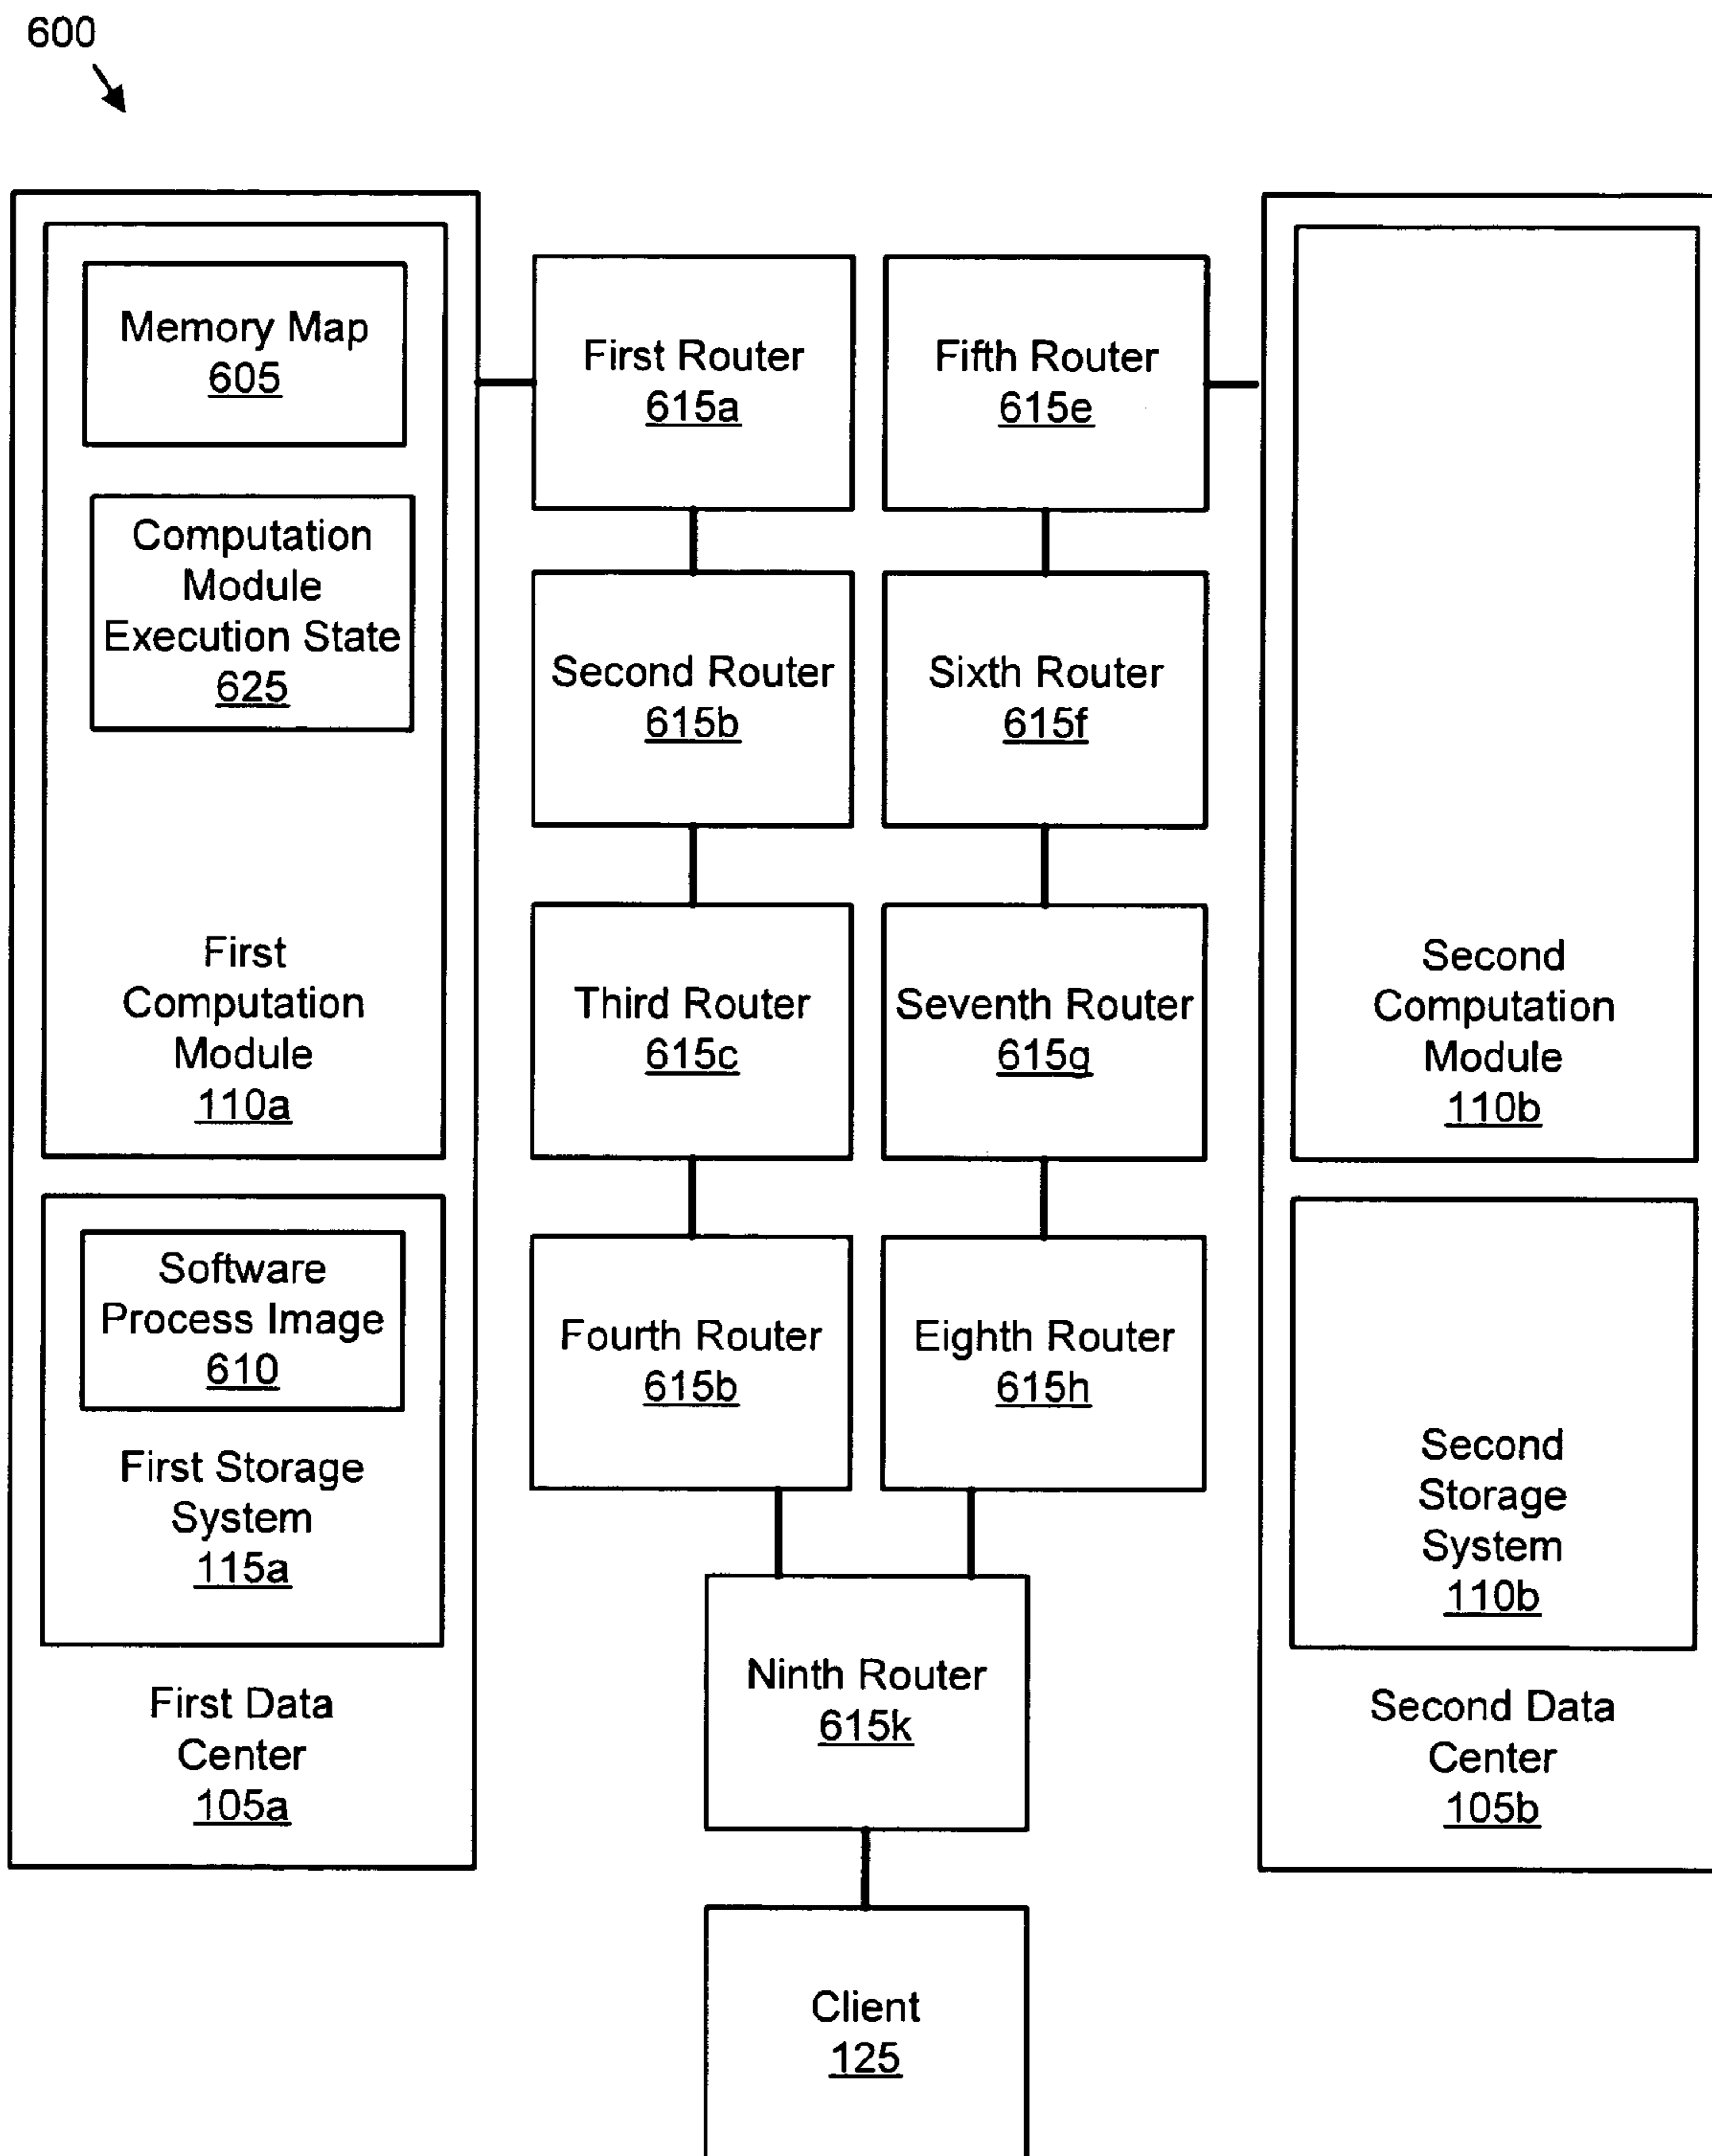 600
Memory Map
605
Computation
Module
Execution State
625
First
Computation
Module
110a
Software
Process Image
610
First Storage
System
115a
First Data
Center
105a
First Router
615a
Second Router
615b
Third Router
615c
Fourth Router
615b
Fifth Router
615e
Sixth Router
615f
Seventh Router
615g
Eighth Router
615h
Ninth Router
615k
Client
125
Second
Computation
Module
110b
Second
Storage
System
110b
Second Data
Center
105b